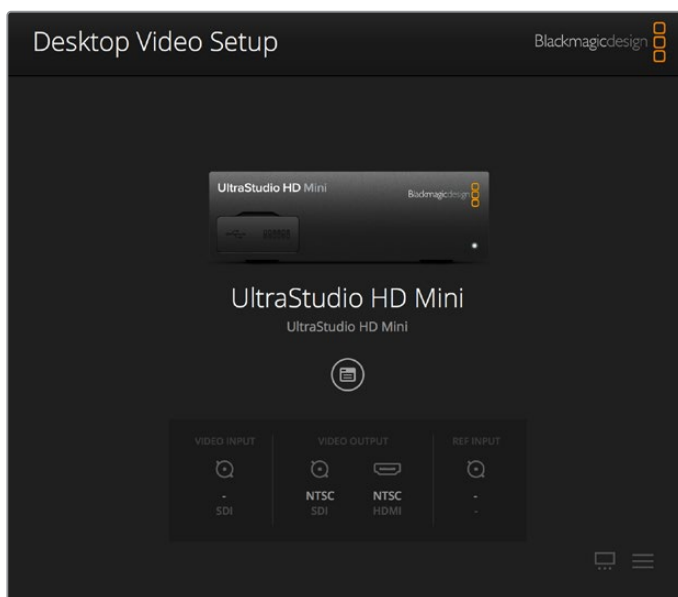 Desktop Video Setup
Blackmagicdesign
UltraStudio HD Mini
Blackmagicdesign
UltraStudio HD Mini
UltraStudio HD Mini
VIDEO INPUT VIDEO OUTPUT REF INPUT
- NTSC NTSC -
SDI SDI HDMI -